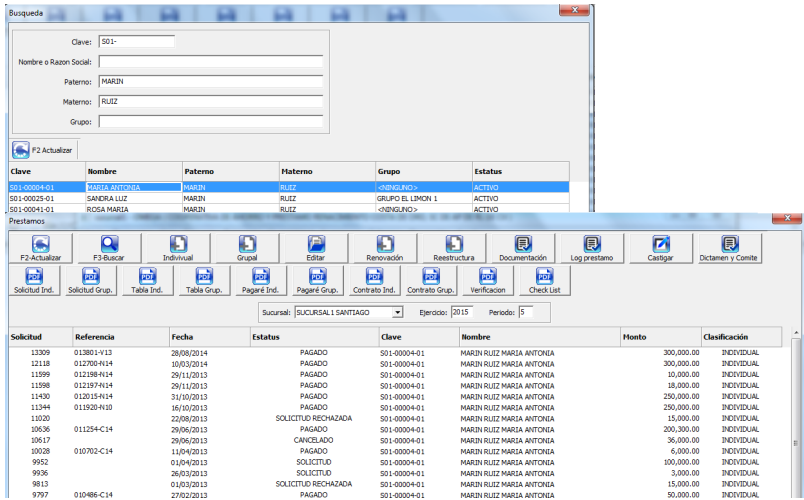 Busqueda
Clave: S01-
Nombre o Razon Social:
Paterno: MARIN
Materno: RUIZ
Grupo:
F2 Actualizar
Clave Nombre Paterno Materno Grupo Estatus
S01-00004-01 MARIA ANTONIA MARIN RUIZ <NINGUNO> ACTIVO
S01-00025-01 SANDRA LUZ MARIN RUIZ GRUPO EL LIMON 1 ACTIVO
S01-00041-01 ROSA MARIA MARIN RUIZ <NINGUNO> ACTIVO
Prestamos
F2-Actualizar F3-Buscar Indivivual Grupal Editar Renovación Reestructura Documentación Log prestamo Castigar Dictamen y Comite
PDF PDF PDF PDF PDF PDF PDF PDF PDF PDF
Solicitud Ind. Solicitud Grup. Tabla Ind. Tabla Grup. Pagaré Ind. Pagaré Grup. Contrato Ind. Contrato Grup. Verificacion Check List
Sucursal: SUCURSAL1 SANTIAGO Ejercicio: 2015 Periodo: 5
Solicitud Referencia Fecha Estatus Clave Nombre Monto Clasificación
13309 013801-V13 28/08/2014 PAGADO S01-00004-01 MARIN RUIZ MARIA ANTONIA 300,000.00 INDIVIDUAL
12118 012700-N14 10/03/2014 PAGADO S01-00004-01 MARIN RUIZ MARIA ANTONIA 300,000.00 INDIVIDUAL
11599 012198-N14 29/11/2013 PAGADO S01-00004-01 MARIN RUIZ MARIA ANTONIA 10,000.00 INDIVIDUAL
11598 012197-N14 29/11/2013 PAGADO S01-00004-01 MARIN RUIZ MARIA ANTONIA 18,000.00 INDIVIDUAL
11430 012015-N14 31/10/2013 PAGADO S01-00004-01 MARIN RUIZ MARIA ANTONIA 250,000.00 INDIVIDUAL
11344 011920-N10 16/10/2013 PAGADO S01-00004-01 MARIN RUIZ MARIA ANTONIA 250,000.00 INDIVIDUAL
11020 22/08/2013 SOLICITUD RECHAZADA S01-00004-01 MARIN RUIZ MARIA ANTONIA 15,000.00 INDIVIDUAL
10636 011254-C14 29/06/2013 PAGADO S01-00004-01 MARIN RUIZ MARIA ANTONIA 200,300.00 INDIVIDUAL
10617 29/06/2013 CANCELADO S01-00004-01 MARIN RUIZ MARIA ANTONIA 36,000.00 INDIVIDUAL
10028 010702-C14 11/04/2013 PAGADO S01-00004-01 MARIN RUIZ MARIA ANTONIA 6,000.00 INDIVIDUAL
9952 01/04/2013 SOLICITUD S01-00004-01 MARIN RUIZ MARIA ANTONIA 100,000.00 INDIVIDUAL
9936 26/03/2013 SOLICITUD S01-00004-01 MARIN RUIZ MARIA ANTONIA 3,000.00 INDIVIDUAL
9813 01/03/2013 SOLICITUD RECHAZADA S01-00004-01 MARIN RUIZ MARIA ANTONIA 15,000.00 INDIVIDUAL
9797 010486-C14 27/02/2013 PAGADO S01-00004-01 MARIN RUIZ MARIA ANTONIA 50,000.00 INDIVIDUAL